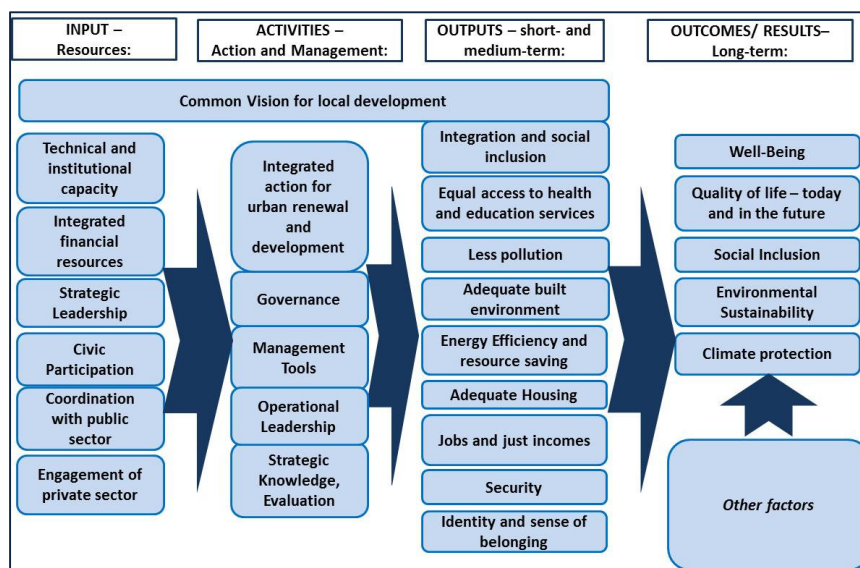 INPUT –
Resources:
ACTIVITIES –
Action and Management:
OUTPUTS – short- and
medium-term:
OUTCOMES/ RESULTS–
Long-term:
Common Vision for local development
Technical and
institutional
capacity
Integrated
financial
resources
Strategic
Leadership
Civic
Participation
Coordination
with public
sector
Engagement of
private sector
Integrated
action for
urban renewal
and
development
Governance
Management
Tools
Operational
Leadership
Strategic
Knowledge,
Evaluation
Integration and social
inclusion
Equal access to health
and education services
Less pollution
Adequate built
environment
Energy Efficiency and
resource saving
Adequate Housing
Jobs and just incomes
Security
Identity and sense of
belonging
Well-Being
Quality of life – today
and in the future
Social Inclusion
Environmental
Sustainability
Climate protection
Other factors